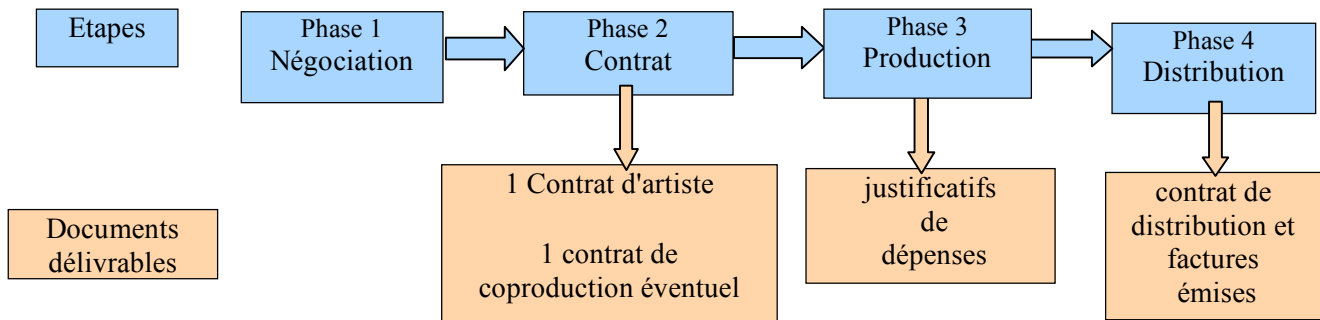 Etapes
Phase 1
Négociation
Phase 2
Contrat
Phase 3
Production
Phase 4
Distribution
Documents
délivrables
1 Contrat d'artiste
1 contrat de
coproduction éventuel
justificatifs
de
dépenses
contrat de
distribution et
factures
émises